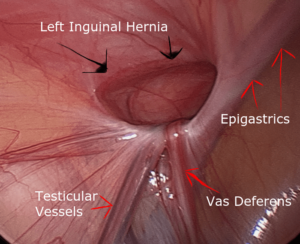 Left Inguinal Hernia
Epigastrics
Testicular
Vessels
Vas Deferens